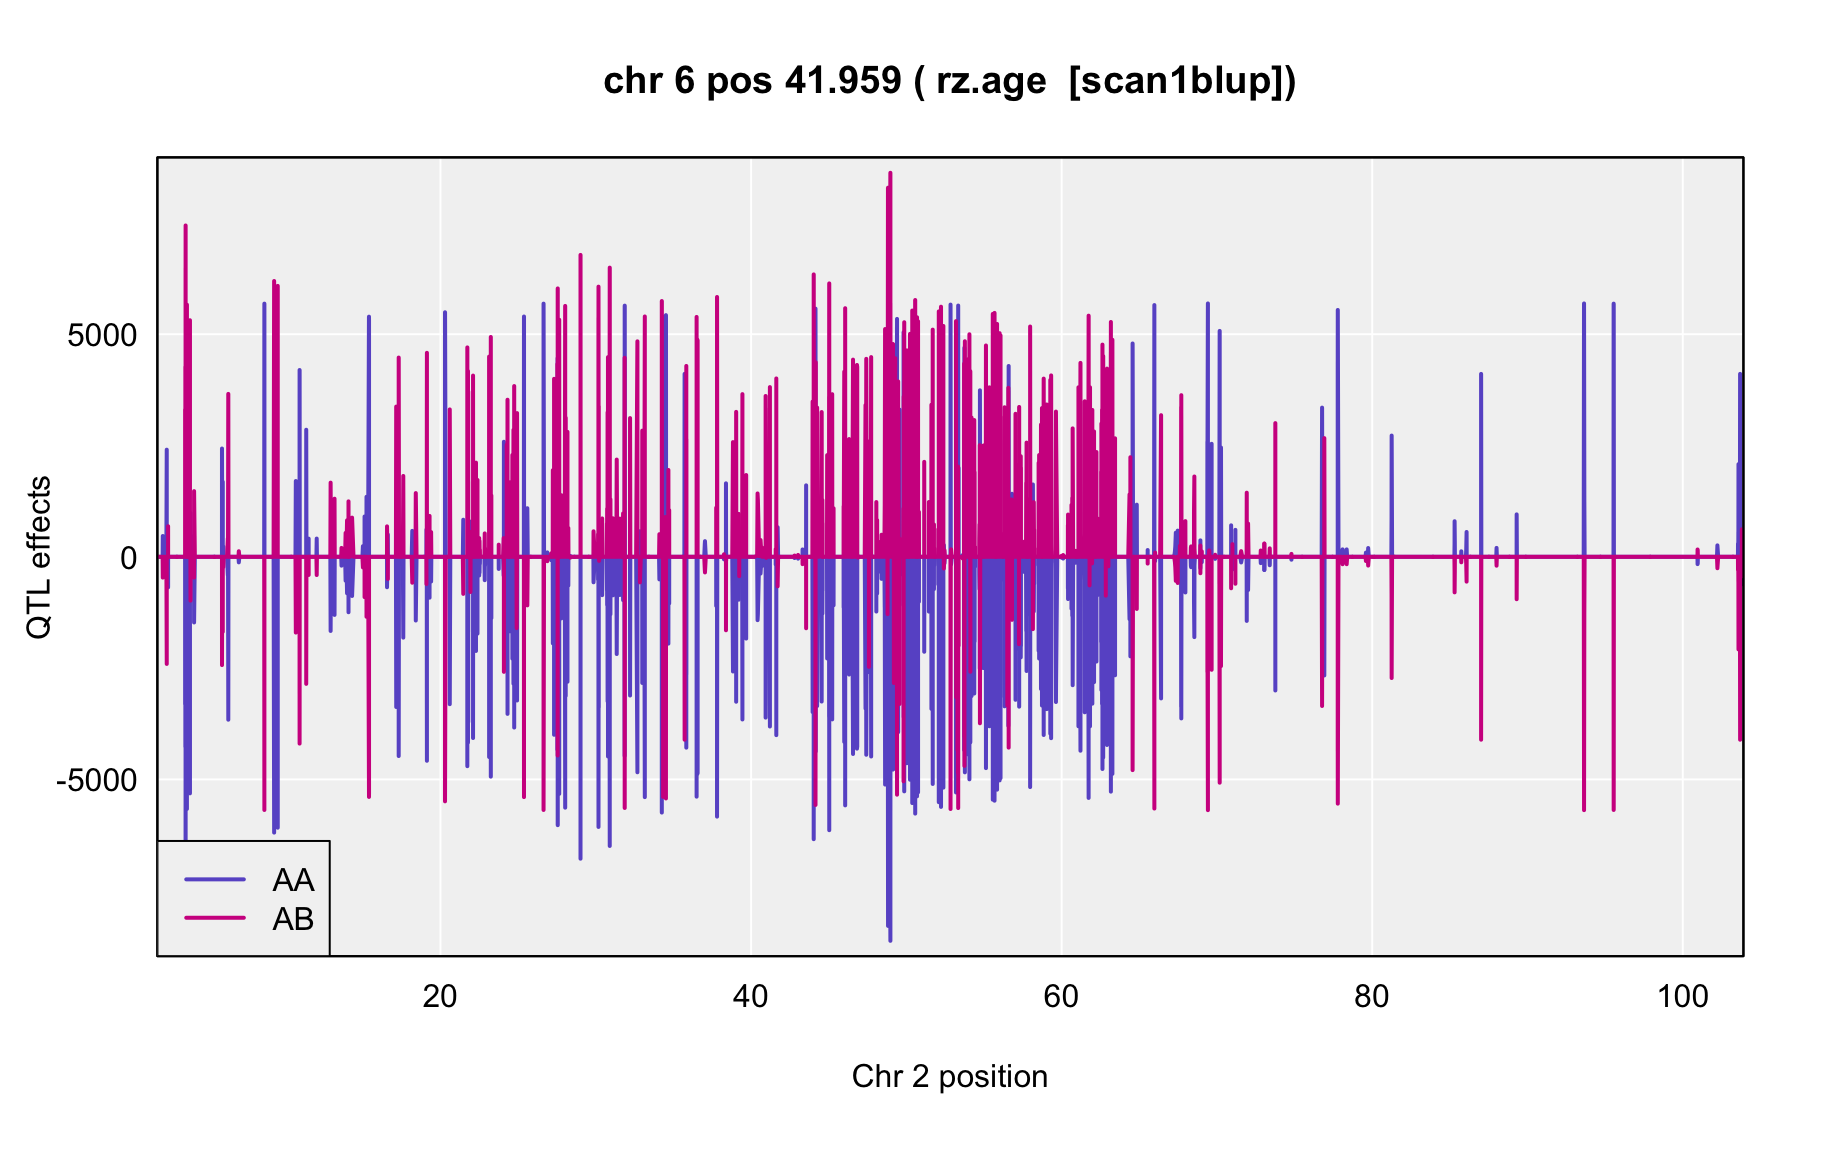 chr 6 pos 41.959 ( rz.age  [scan1blup])
QTL effects
5000
0
-5000
AA
AB
20 40 60 80 100
Chr 2 position